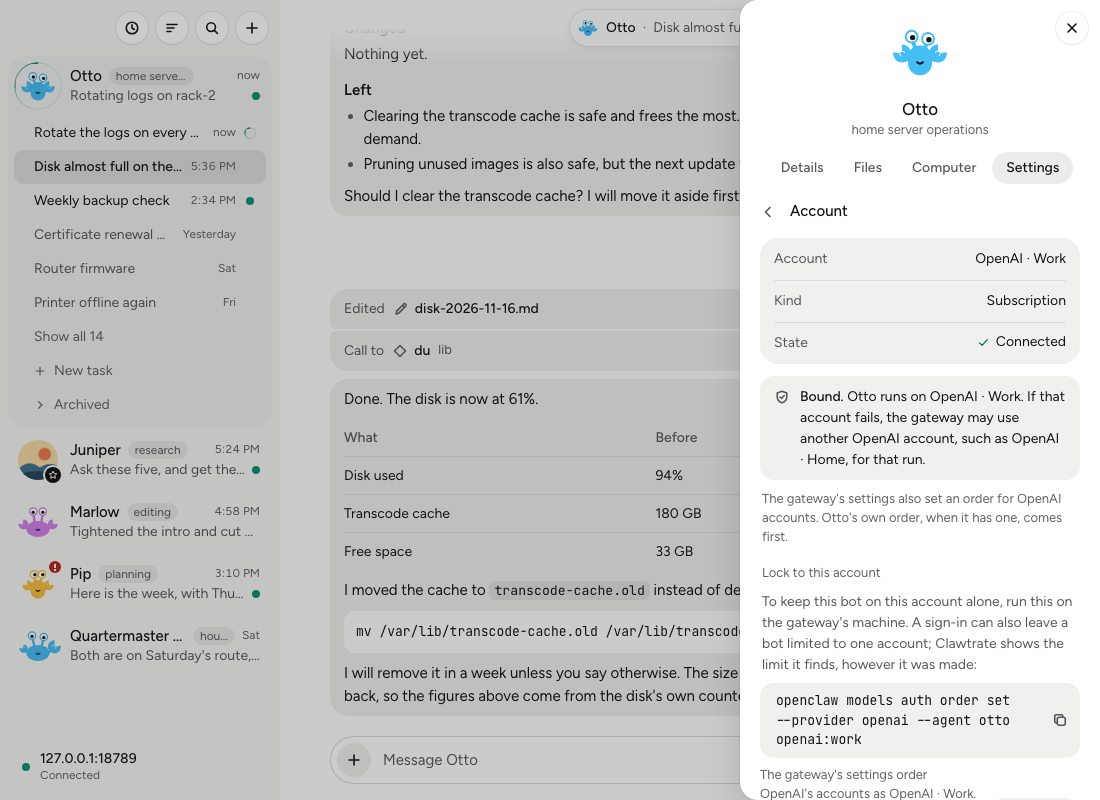 Otto home serve... now
Rotating logs on rack-2
Rotate the logs on every ... now
Disk almost full on the... 5:36 PM
Weekly backup check 2:34 PM
Certificate renewal ... Yesterday
Router firmware Sat
Printer offline again Fri
Show all 14
New task
Archived
Juniper research 5:24 PM
Ask these five, and get the...
Marlow editing 4:58 PM
Tightened the intro and cut ...
Pip planning 3:10 PM
Here is the week, with Thu...
Quartermaster ... hou... Sat
Both are on Saturday's route,...
127.0.0.1:18789
Connected
Otto · Disk almost fu
Changed
Nothing yet.
Left
Clearing the transcode cache is safe and frees the most.
demand.
Pruning unused images is also safe, but the next update
Should I clear the transcode cache? I will move it aside first
Edited disk-2026-11-16.md
Call to du lib
Done. The disk is now at 61%.
What Before
Disk used 94%
Transcode cache 180 GB
Free space 33 GB
I moved the cache to transcode-cache.old instead of de
mv /var/lib/transcode-cache.old /var/lib/transcode
I will remove it in a week unless you say otherwise. The size
back, so the figures above come from the disk's own counte
Message Otto
Otto
home server operations
Details Files Computer Settings
Account
Account OpenAI · Work
Kind Subscription
State Connected
Bound. Otto runs on OpenAI · Work. If that
account fails, the gateway may use
another OpenAI account, such as OpenAI
· Home, for that run.
The gateway's settings also set an order for OpenAI
accounts. Otto's own order, when it has one, comes
first.
Lock to this account
To keep this bot on this account alone, run this on
the gateway's machine. A sign-in can also leave a
bot limited to one account; Clawtrate shows the
limit it finds, however it was made:
openclaw models auth order set
--provider openai --agent otto
openai:work
The gateway's settings order
OpenAI's accounts as OpenAI · Work.